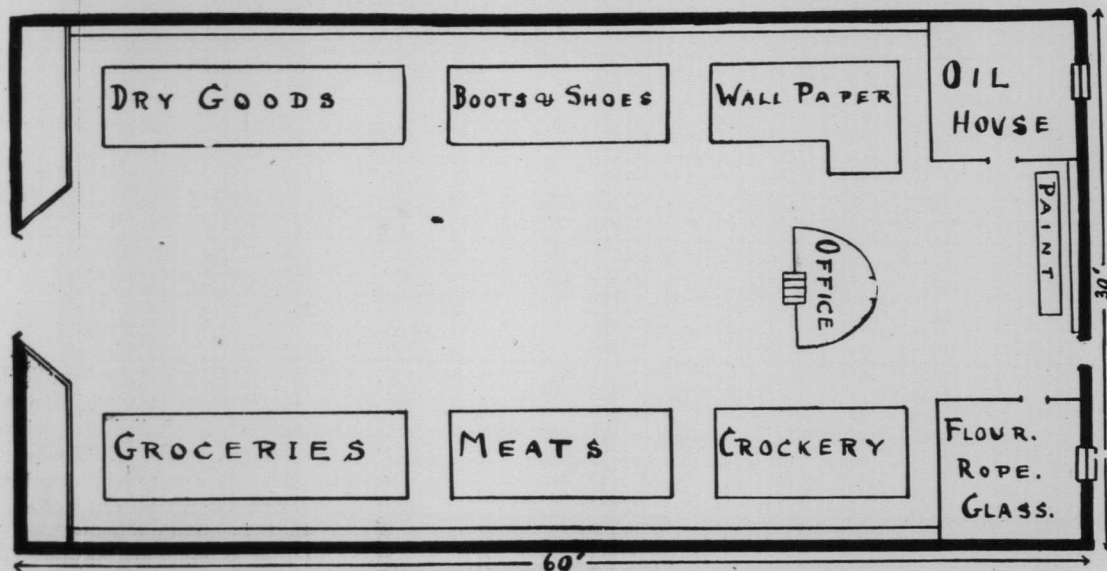 DRY GOODS
BOOTS & SHOES
WALL PAPER
OIL
HOUSE
PAINT
OFFICE
30'
GROCERIES
MEATS
CROCKERY
FLOUR.
ROPE.
GLASS.
60'